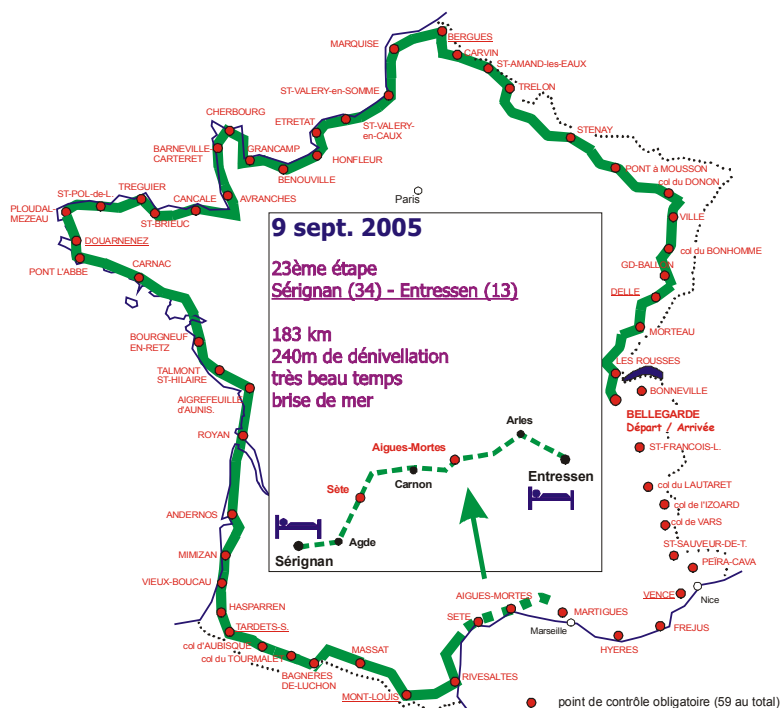 BERGUES
MARQUISE
CARVIN
ST-AMAND-les-EAUX
ST-VALERY-en-SOMME
TRELON
CHERBOURG
ETRETAT
ST-VALERY-
en-CAUX
STENAY
BARNEVILLE-
CARTERET
GRANCAMP
HONFLEUR
BENOUVILLE
PONT à MOUSSON
col du DONON
Paris
ST-POL-de-L.
TREGUIER
CANCALE
AVRANCHES
PLOUDAL-
MEZEAU
ST-BRIEUC
VILLE
DOUARNENEZ
PONT L'ABBE
CARNAC
col du BONHOMME
GD-BALLON
DELLE
BOURGNEUF
EN-RETZ
MORTEAU
TALMONT
ST-HILAIRE
LES ROUSSES
AIGREFEUILLE
d'AUNIS.
BONNEVILLE
BELLEGARDE
Départ / Arrivée
ROYAN
ST-FRANCOIS-L.
col du LAUTARET
col de l'IZOARD
col de VARS
ANDERNOS
MIMIZAN
ST-SAUVEUR-DE-T.
PEÏRA-CAVA
VIEUX-BOUCAU
VENCE
Nice
HASPARREN
TARDETS-S.
AIGUES-MORTES
SETE
MARTIGUES
Marseille
FREJUS
HYERES
col d'AUBISQUE
col du TOURMALET
BAGNERES
DE-LUCHON
MASSAT
MONT-LOUIS
RIVESALTES
9 sept. 2005
23ème étape
Sérignan (34) - Entressen (13)
183 km
240m de dénivellation
très beau temps
brise de mer
Arles
Aigues-Mortes
Carnon
Entressen
Sète
Agde
Sérignan
point de contrôle obligatoire (59 au total)